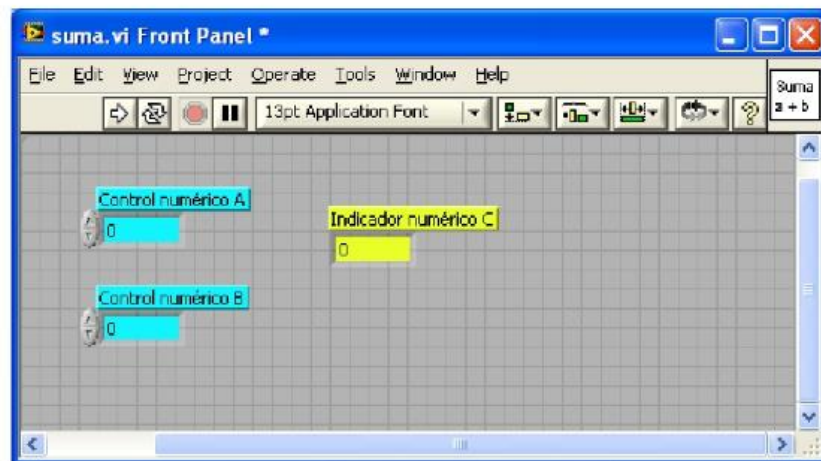 suma.vi Front Panel *
File Edit View Project Operate Tools Window Help
13pt Application Font
Suma
a + b
Control numérico A
0
Indicador numérico C
0
Control numérico B
0